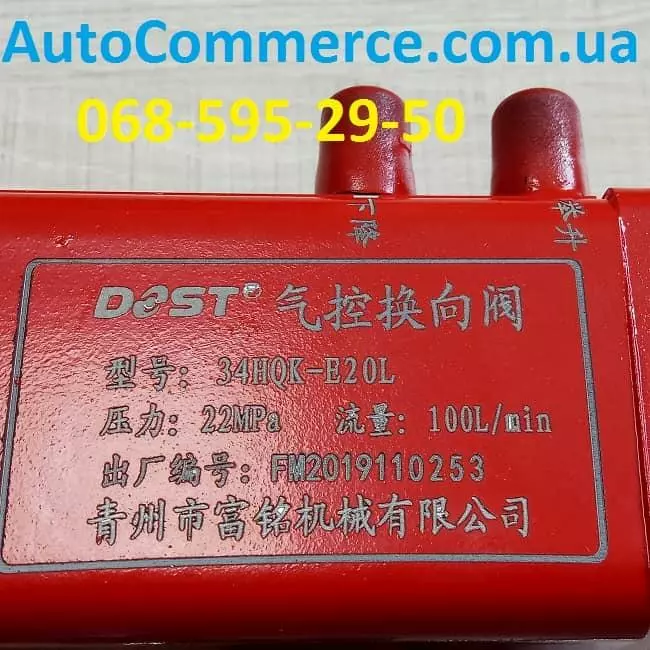 AutoCommerce.com.ua
068-595-29-50
下降
举升
DOST® 气控换向阀
型号: 34HQK-E20L
压力: 22MPa 流量: 100L/min
出厂编号: FM2019110253
青州市富铭机械有限公司